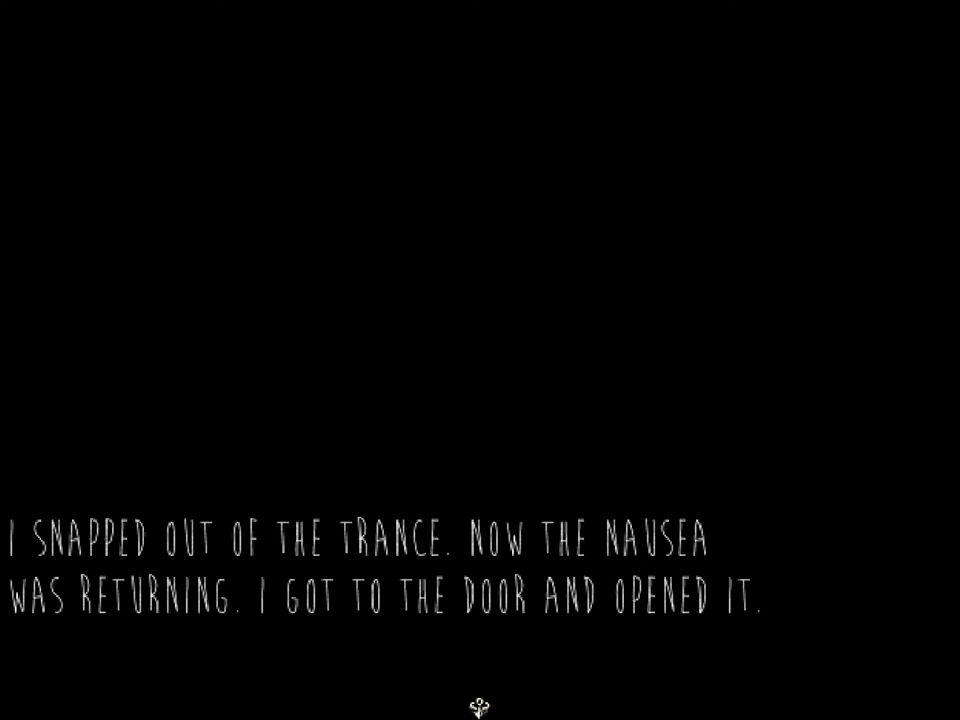 I SNAPPED OUT OF THE TRANCE. NOW THE NAUSEA
WAS RETURNING. I GOT TO THE DOOR AND OPENED IT.